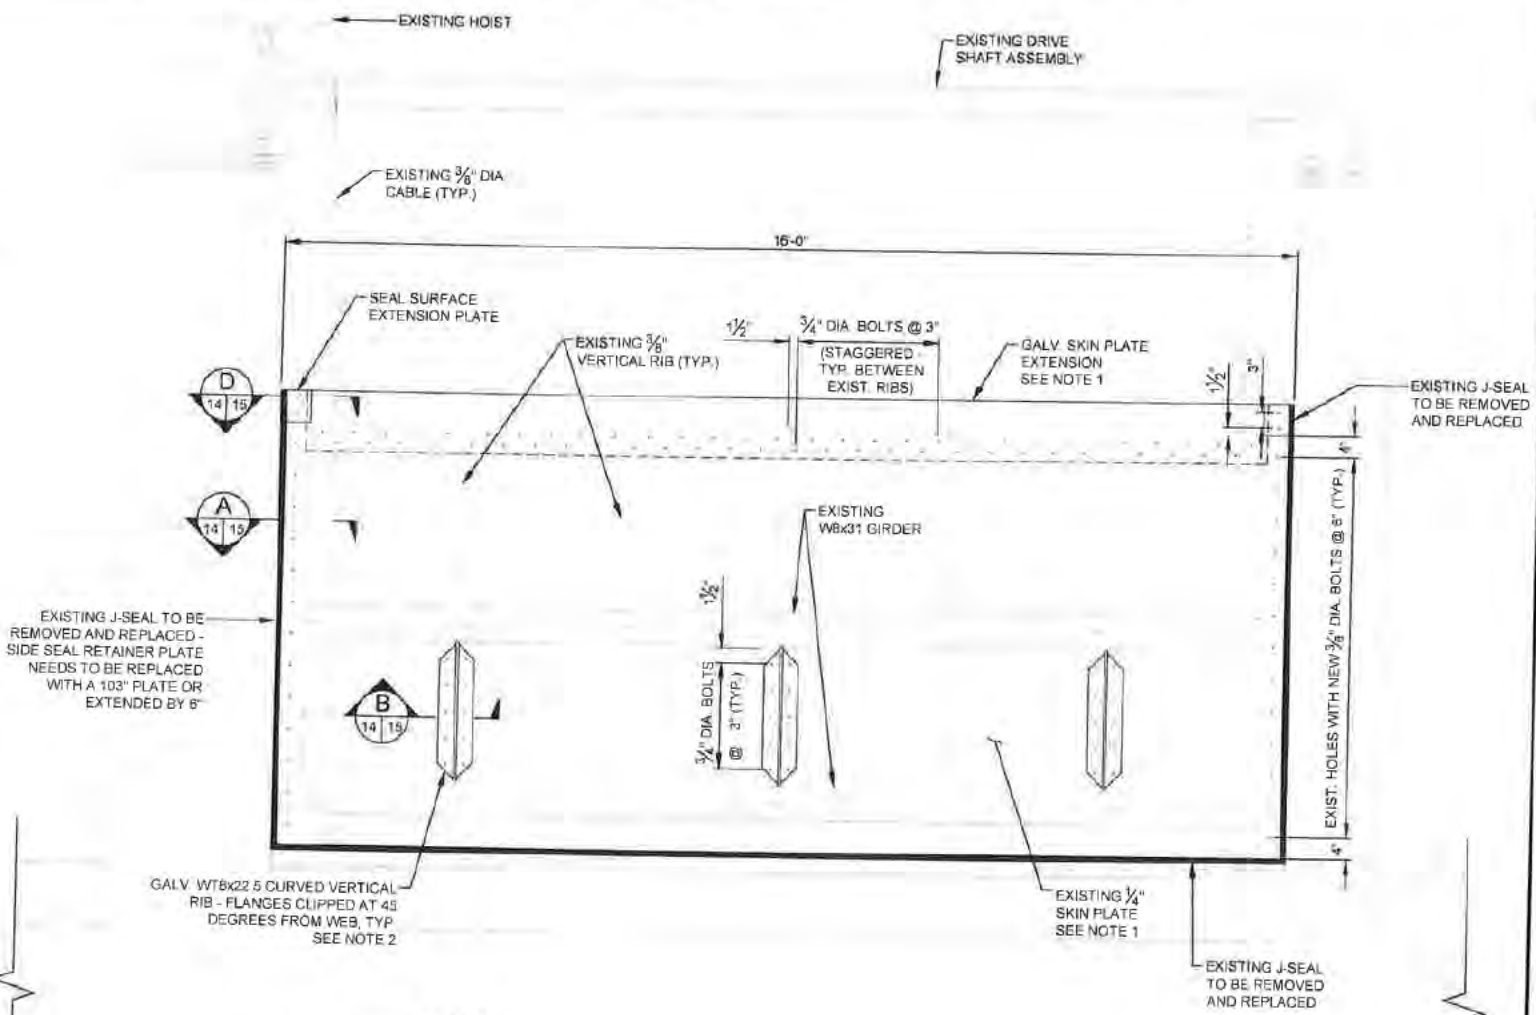 EXISTING HOIST
EXISTING DRIVE
SHAFT ASSEMBLY
EXISTING 3/8" DIA
CABLE (TYP.)
16'-0"
SEAL SURFACE
EXTENSION PLATE
EXISTING 3/8"
VERTICAL RIB (TYP.)
1 1/2"
3/4" DIA. BOLTS @ 3"
(STAGGERED -
TYP. BETWEEN
EXIST. RIBS)
GALV. SKIN PLATE
EXTENSION
SEE NOTE 1
1 1/2"
3"
EXISTING J-SEAL
TO BE REMOVED
AND REPLACED
D
14 15
4"
A
14 15
EXISTING
W8x31 GIRDER
EXIST. HOLES WITH NEW 3/8" DIA. BOLTS @ 6" (TYP.)
EXISTING J-SEAL TO BE
REMOVED AND REPLACED -
SIDE SEAL RETAINER PLATE
NEEDS TO BE REPLACED
WITH A 103" PLATE OR
EXTENDED BY 6"
1 1/2"
3/4" DIA. BOLTS
@ 3" (TYP.)
B
14 15
4"
GALV. WT8x22.5 CURVED VERTICAL
RIB - FLANGES CLIPPED AT 45
DEGREES FROM WEB, TYP
SEE NOTE 2
EXISTING 1/4"
SKIN PLATE
SEE NOTE 1
EXISTING J-SEAL
TO BE REMOVED
AND REPLACED